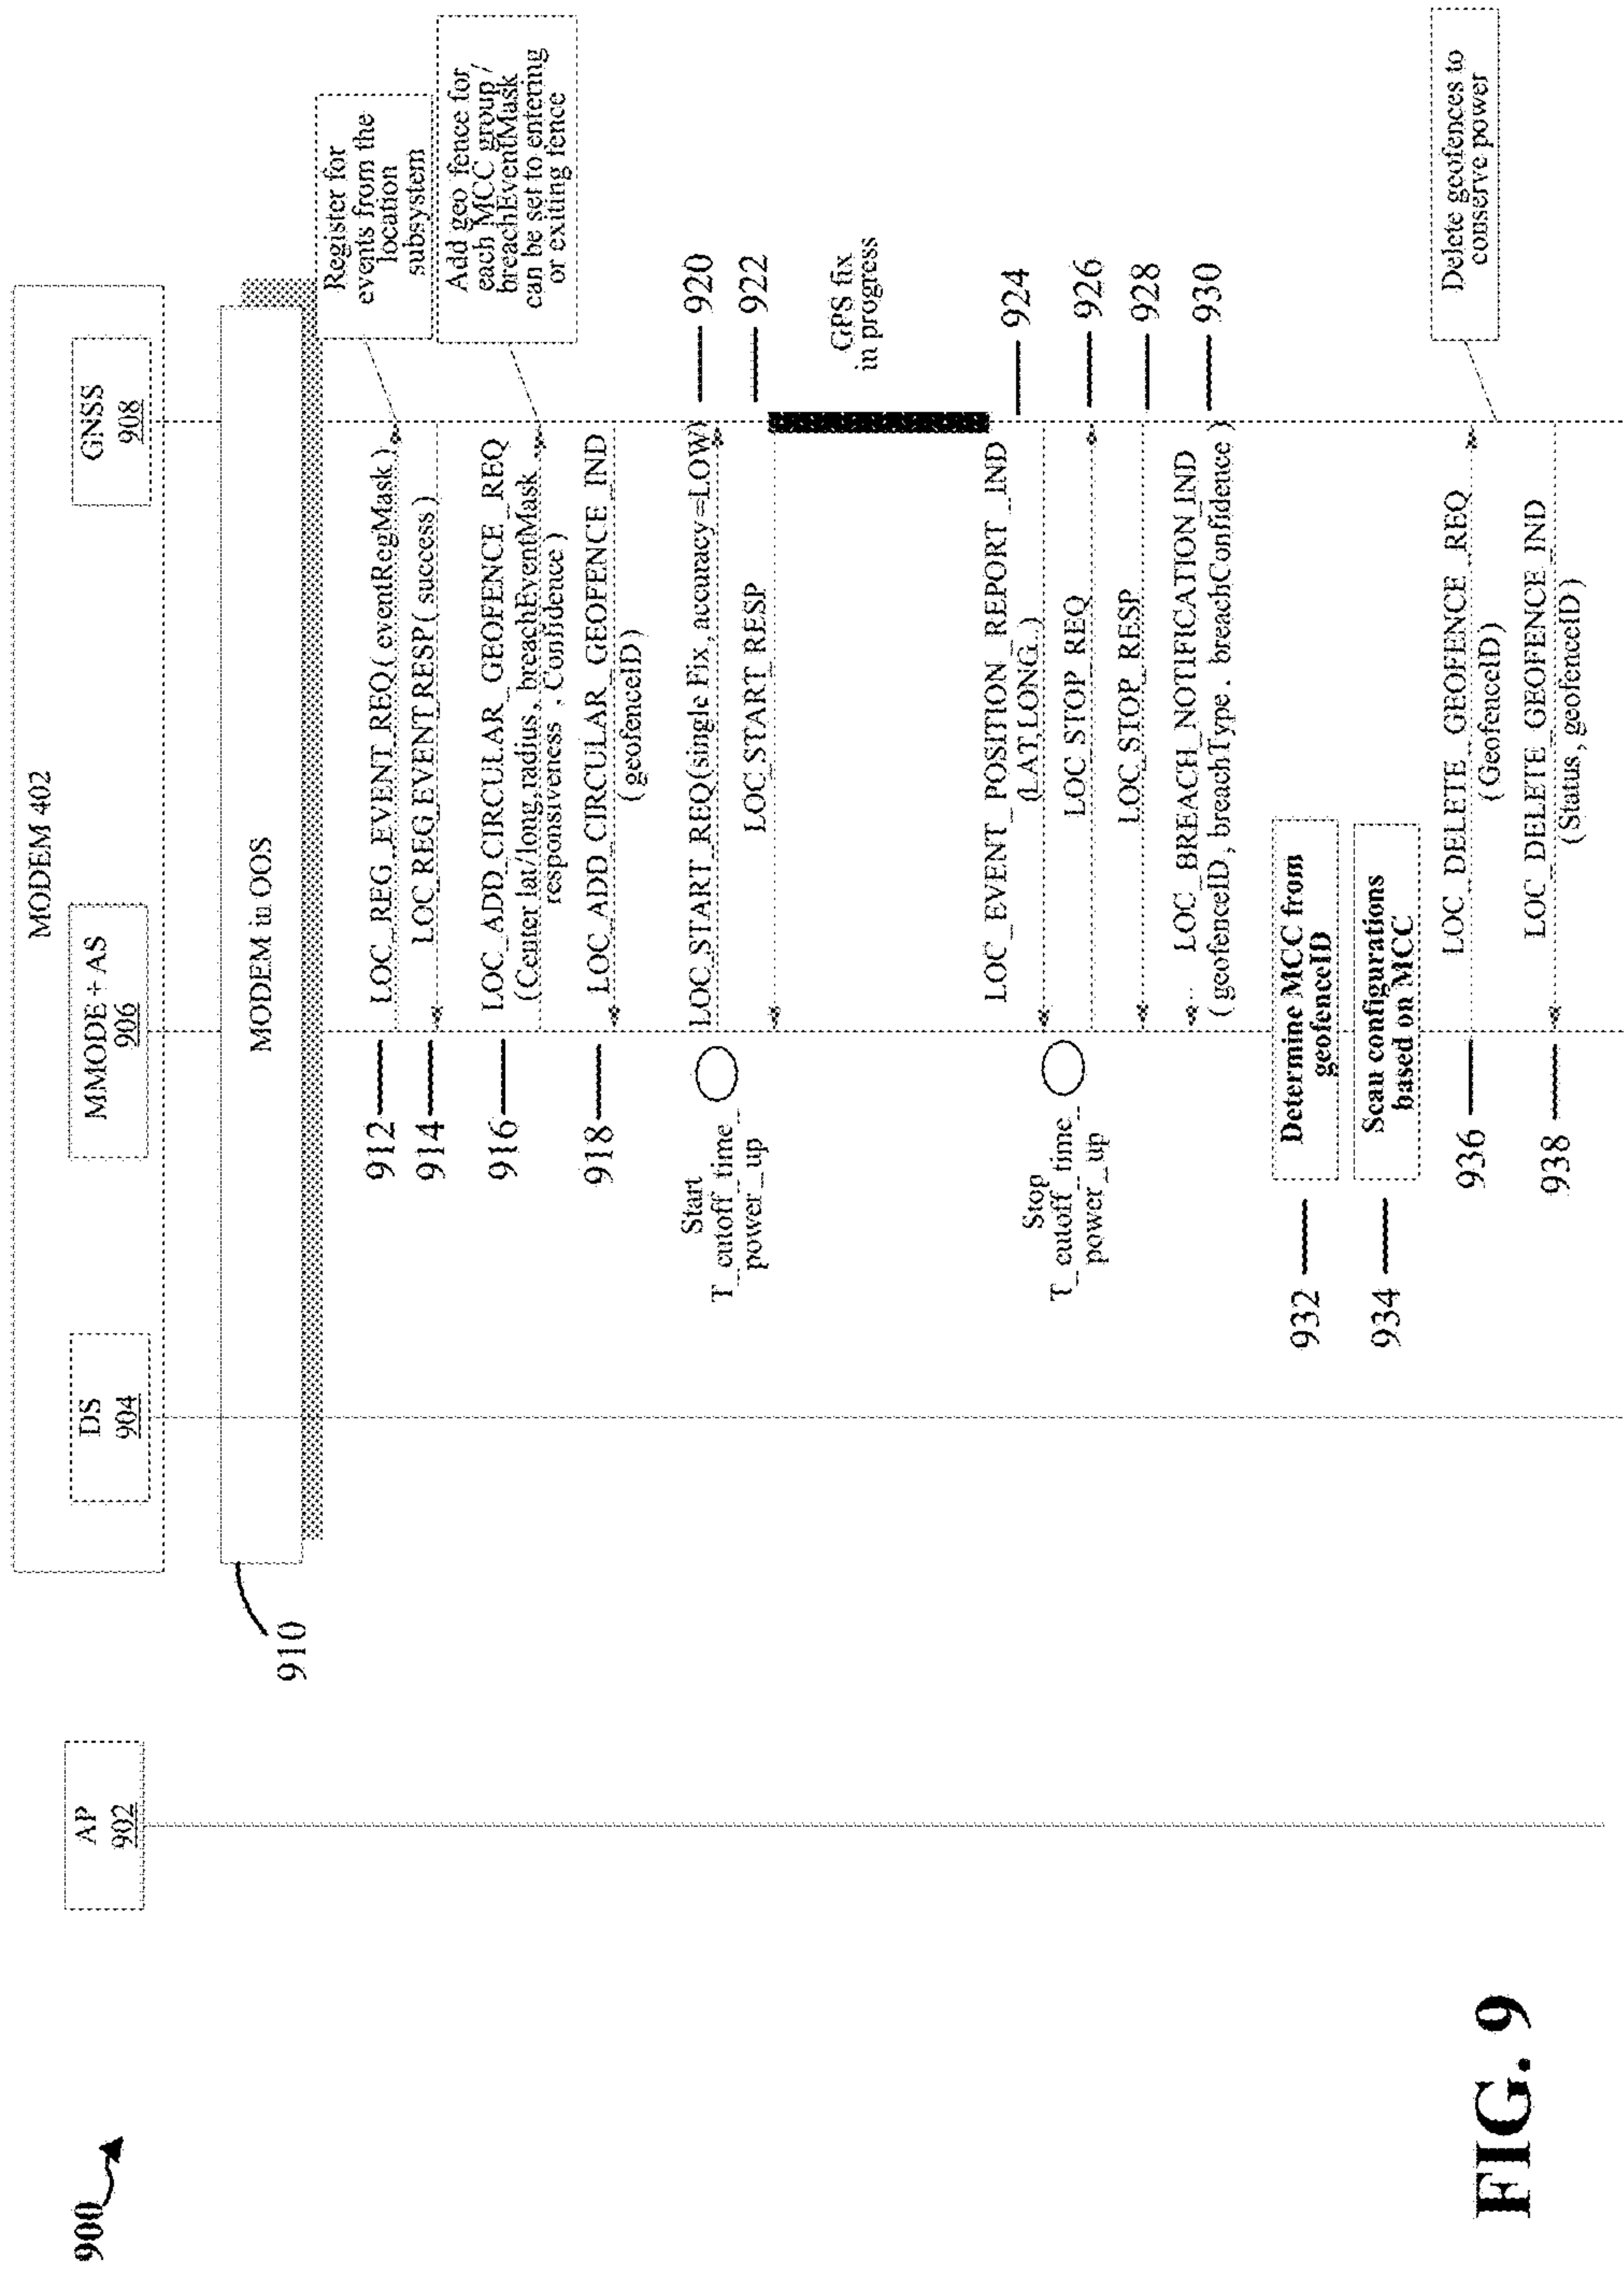 900
MODEM 402
AP
902
DS
904
MMODE + AS
906
GNSS
908
910
MODEM in OOS
Register for
events from the
location
subsystem
912
LOC_REG_EVENT_REQ( eventRegMask )
914
LOC_REG_EVENT RESP( success )
Add geo fence for
each MCC group /
breachEventMask
can be set to entering
or exiting fence
916
LOC_ADD_CIRCULAR_GEOFENCE_REQ
(Center lat/long,radius, breachEventMask
responsiveness , Confidence )
918
LOC_ADD_CIRCULAR_GEOFENCE_IND
( geofenceID )
Start
T_cutoff_time_
power_up
LOC_START_REQ(single Fix, accuracy=LOW)
920
LOC_START_RESP
922
GPS fix
in progress
LOC_EVENT_POSITION_REPORT_IND
(LAT,LONG..)
924
Stop
T_cutoff_time_
power_up
LOC_STOP_REQ
926
LOC_STOP_RESP
928
LOC_BREACH_NOTIFICATION_IND
( geofenceID , breachType . breachConfidence )
930
932
Determine MCC from
geofenceID
934
Scan configurations
based on MCC
936
LOC_DELETE_GEOFENCE_REQ
( GeofenceID )
Delete geofences to
conserve power
938
LOC_DELETE_GEOFENCE_IND
( Status , geofenceID )
FIG. 9